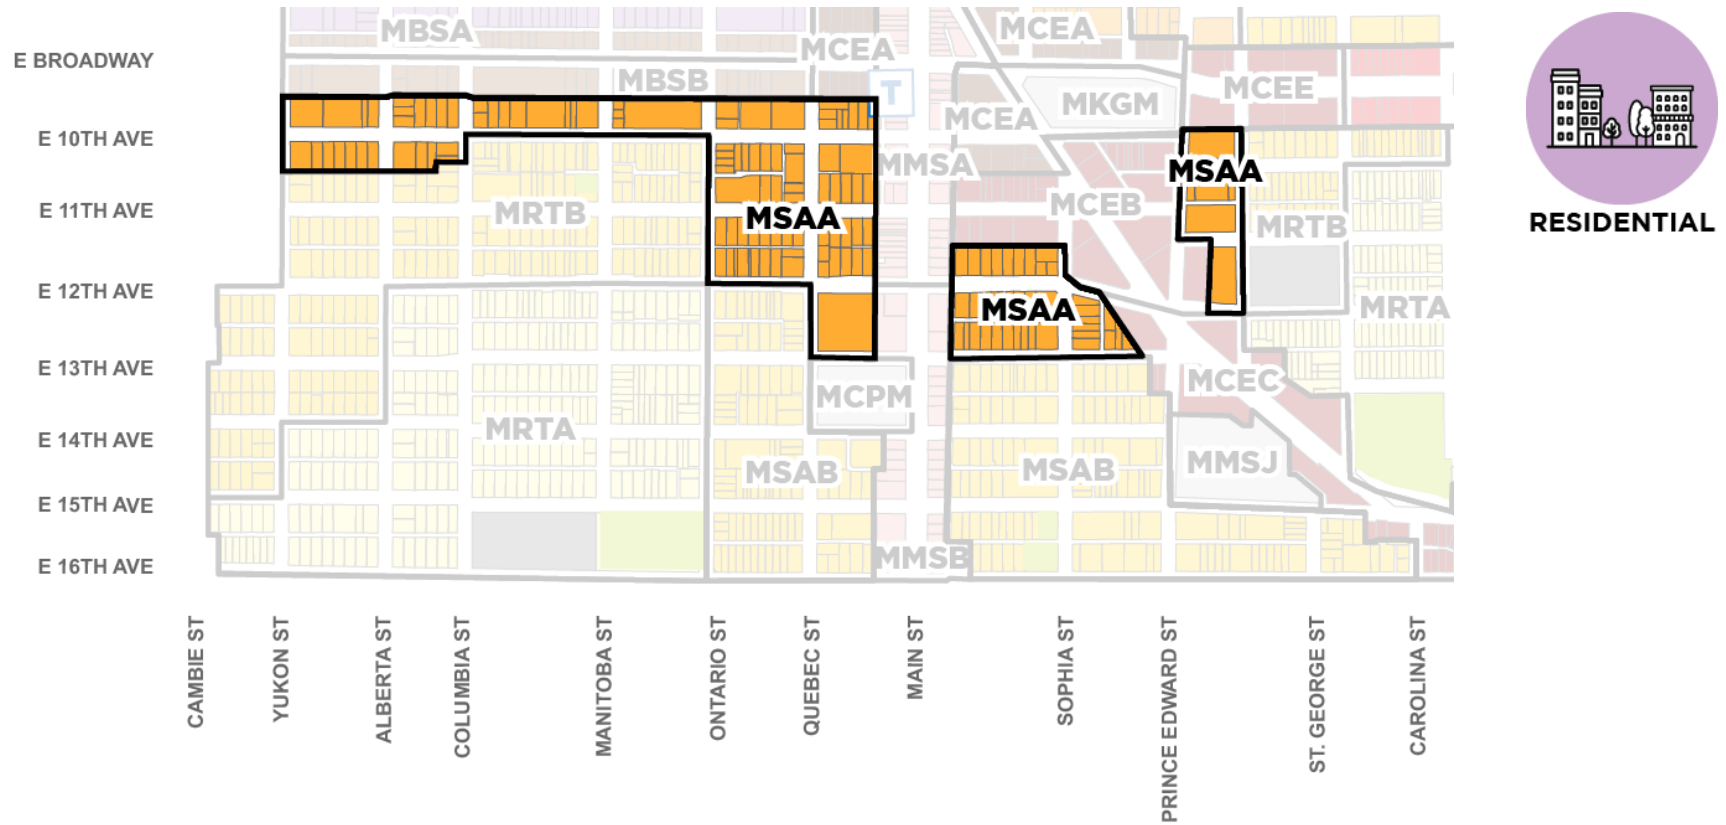 MBSA
MCEA
MCEA
E BROADWAY
MBSB
T
MCEE
MKGM
MCEA
E 10TH AVE
MMSA
MSAA
RESIDENTIAL
E 11TH AVE
MRTB
MSAA
MCEB
MRTB
E 12TH AVE
MSAA
MRTA
E 13TH AVE
MCPM
MCEC
E 14TH AVE
MRTA
MSAB
MSAB
MMSJ
E 15TH AVE
E 16TH AVE
MMSB
CAMBIE ST
YUKON ST
ALBERTA ST
COLUMBIA ST
MANITOBA ST
ONTARIO ST
QUEBEC ST
MAIN ST
SOPHIA ST
PRINCE EDWARD ST
ST. GEORGE ST
CAROLINA ST